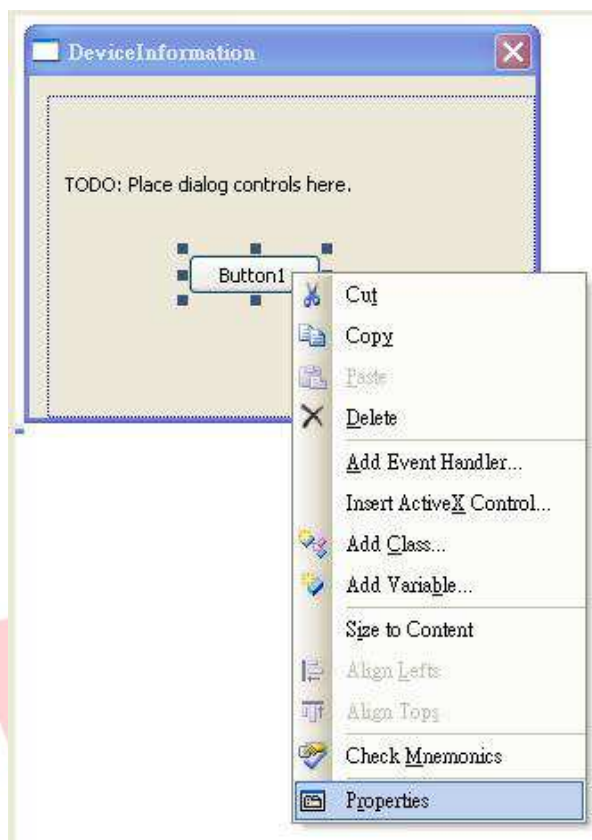 DeviceInformation
TODO: Place dialog controls here.
Button1
Cut
Copy
Paste
Delete
Add Event Handler...
Insert ActiveX Control...
Add Class...
Add Variable...
Size to Content
Align Lefts
Align Tops
Check Mnemonics
Properties